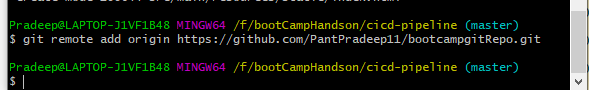 Pradeep@LAPTOP-J1VF1B48 MINGW64 /f/bootCampHandson/cicd-pipeline (master)
$ git remote add origin https://github.com/PantPradeep11/bootcampgitRepo.git
Pradeep@LAPTOP-J1VF1B48 MINGW64 /f/bootCampHandson/cicd-pipeline (master)
$